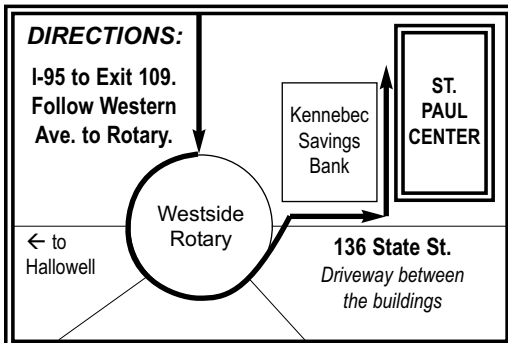 DIRECTIONS:
I-95 to Exit 109.
Follow Western
Ave. to Rotary.
Kennebec
Savings
Bank
ST.
PAUL
CENTER
Westside
Rotary
← to
Hallowell
136 State St.
Driveway between
the buildings